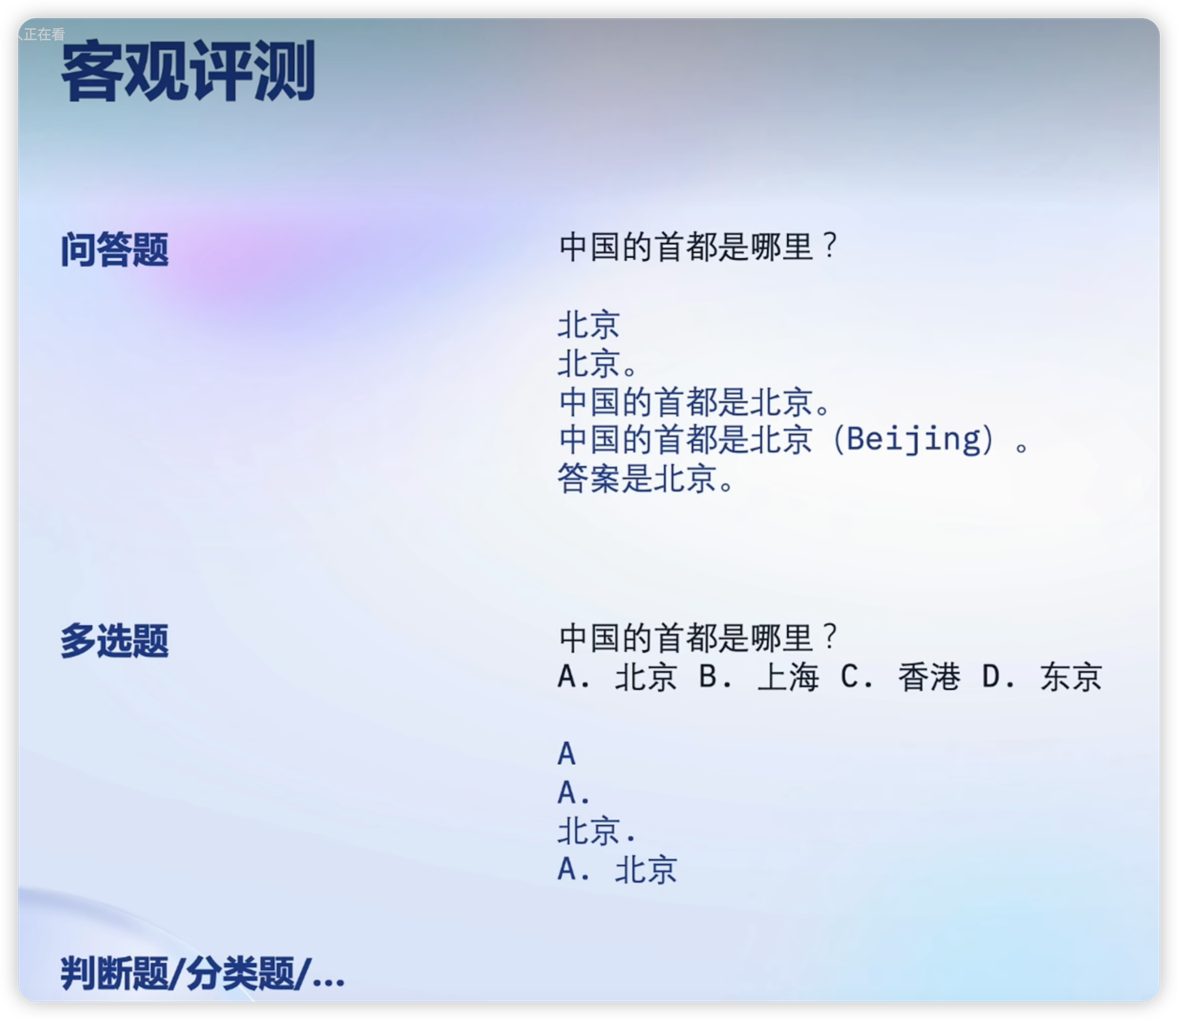 人正在看
客观评测
问答题
中国的首都是哪里？
北京
北京。
中国的首都是北京。
中国的首都是北京（Beijing）。
答案是北京。
多选题
中国的首都是哪里？
A. 北京 B. 上海 C. 香港 D. 东京
A
A.
北京.
A. 北京
判断题/分类题/...